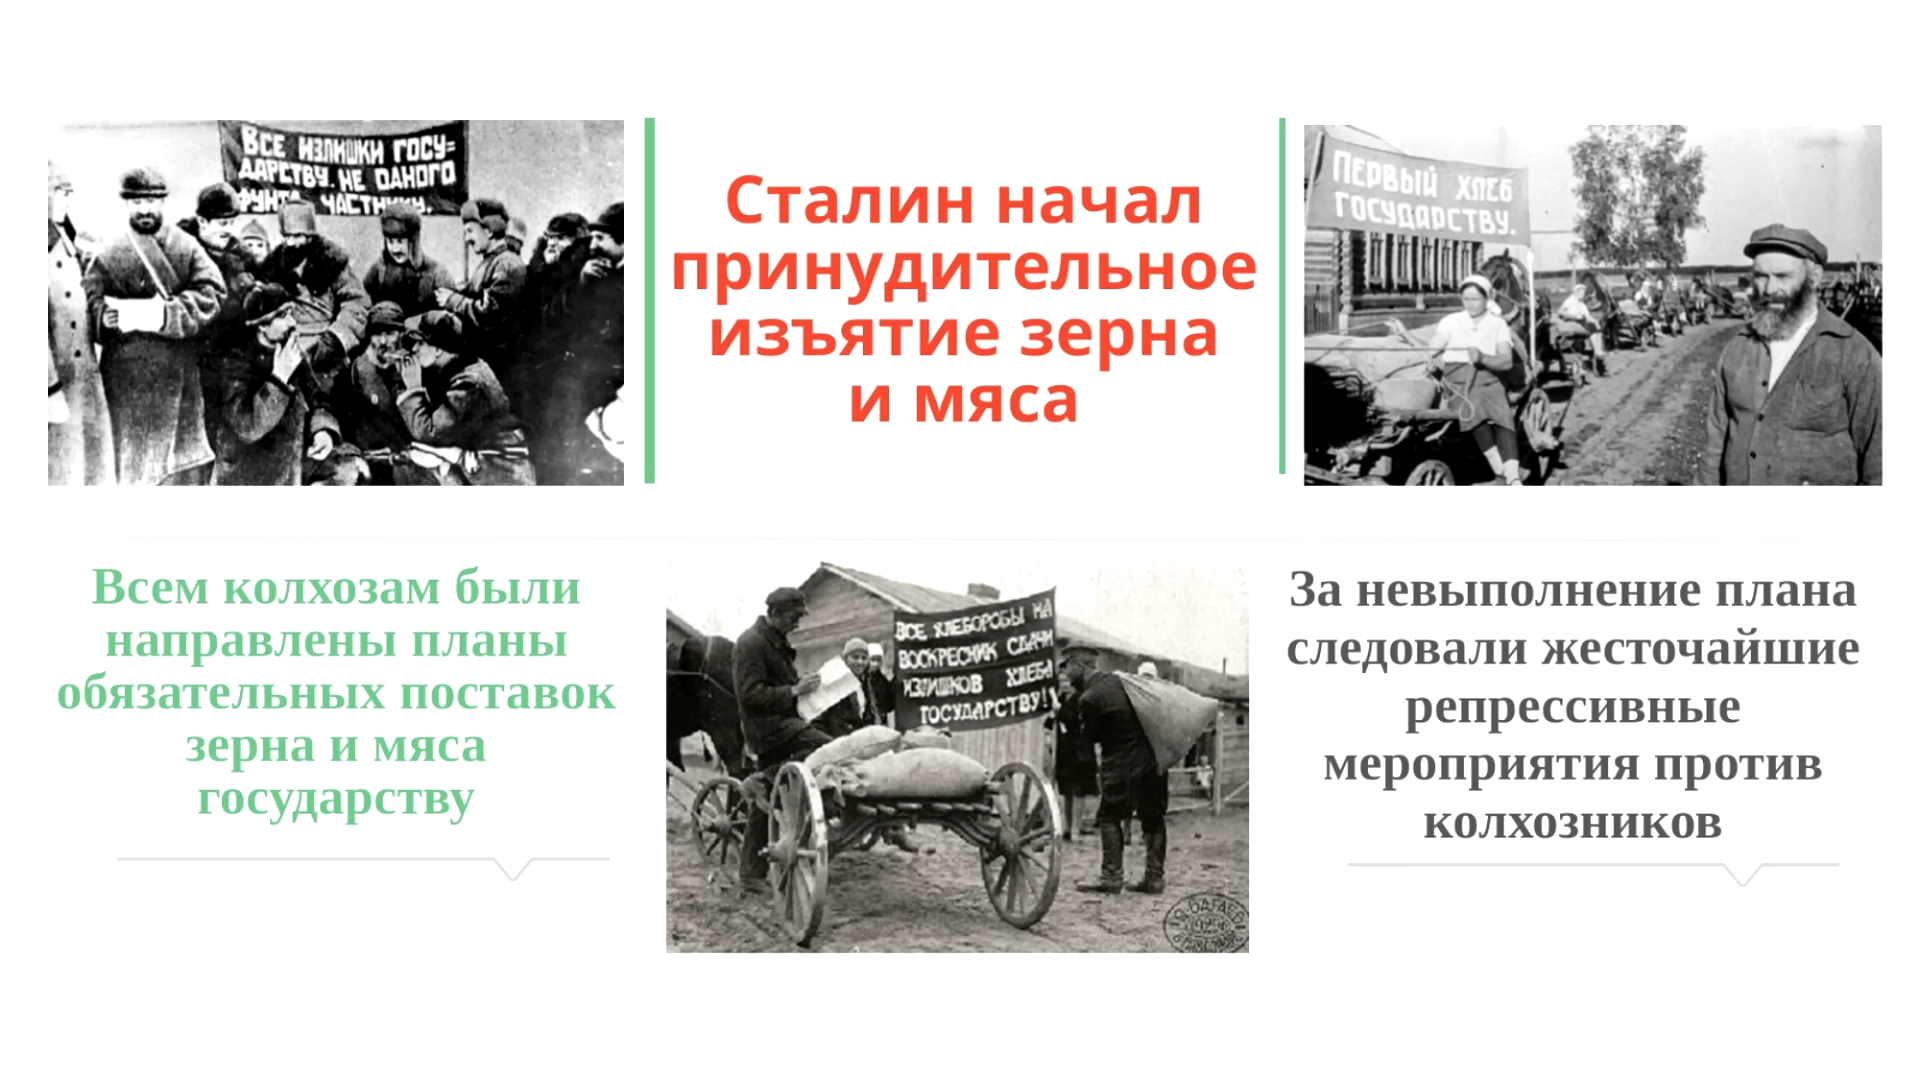 ВСЕ ИЗЛИШКИ ГОСУ=
ДАРСТВУ. НЕ ОДНОГО
ФУНТА ЧАСТНИКУ.
Сталин начал
принудительное
изъятие зерна
и мяса
ПЕРВЫЙ ХЛЕБ
ГОСУДАРСТВУ.
Всем колхозам были
направлены планы
обязательных поставок
зерна и мяса
государству
ВСЕ ХЛЕБОРОБЫ НА
ВОСКРЕСНИК СДАЧИ
ИЗЛИШКОВ ХЛЕБА
ГОСУДАРСТВУ!
За невыполнение плана
следовали жесточайшие
репрессивные
мероприятия против
колхозников